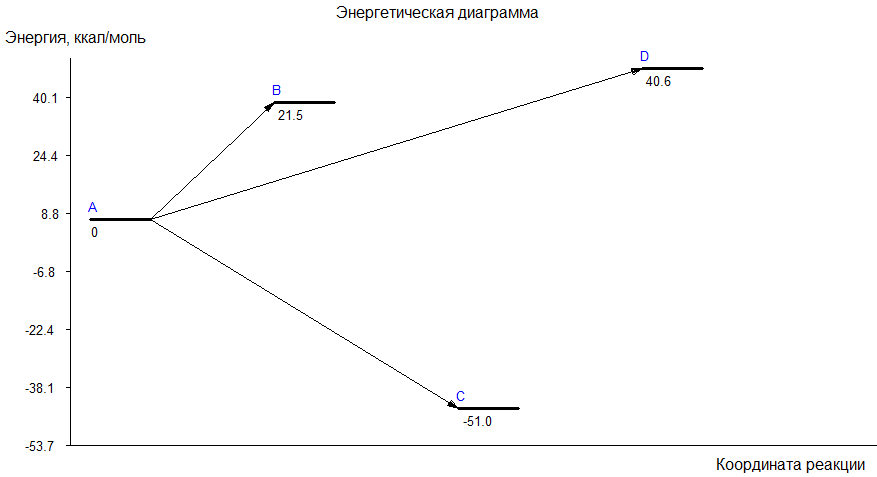 Энергетическая диаграмма
Энергия, ккал/моль
D
40.6
B
40.1
21.5
24.4
A
8.8
0
-6.8
-22.4
-38.1
C
-51.0
-53.7
Координата реакции